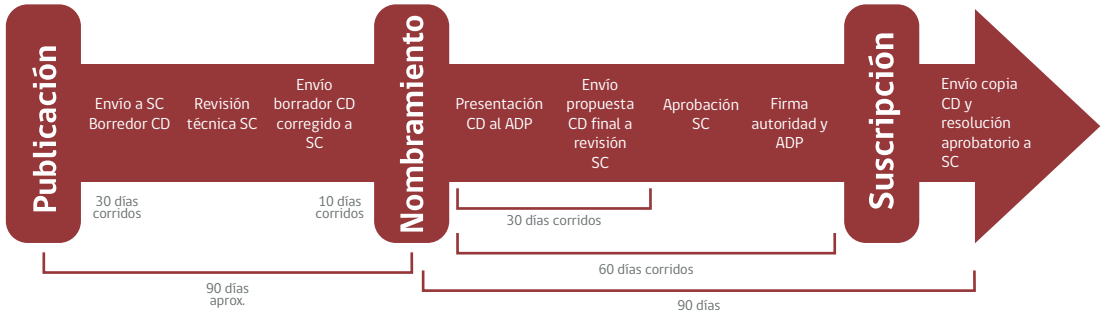 Publicación
Envío a SC
Borredor CD
Revisión
técnica SC
Envío
borrador CD
corregido a
SC
Nombramiento
Presentación
CD al ADP
Envío
propuesta
CD final a
revisión
SC
Aprobación
SC
Firma
autoridad y
ADP
Suscripción
Envío copia
CD y
resolución
aprobatorio a
SC
30 días
corridos
10 días
corridos
30 días corridos
60 días corridos
90 días
aprox.
90 días